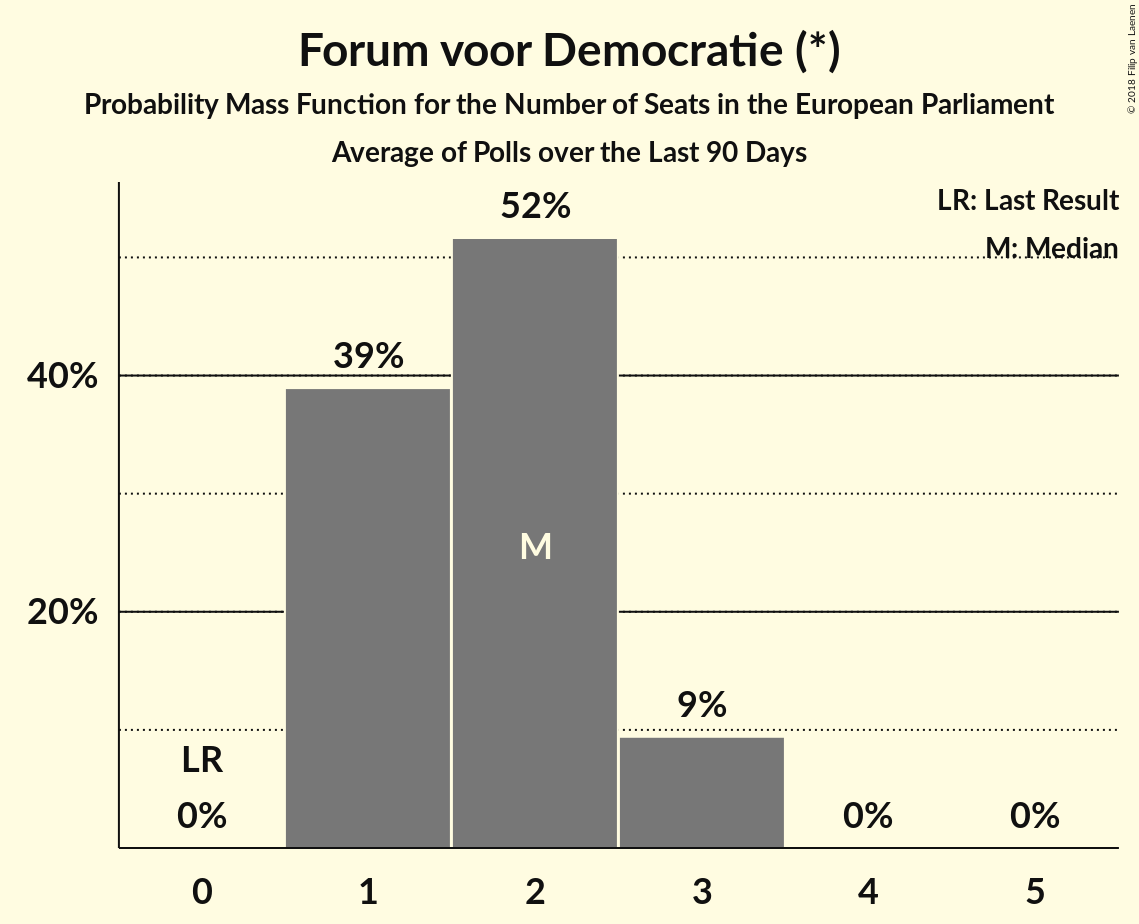 © 2018 Filip van Laenen
Forum voor Democratie (*)
Probability Mass Function for the Number of Seats in the European Parliament
Average of Polls over the Last 90 Days
LR: Last Result
M: Median
52%
39%
40%
M
20%
9%
LR
0%
0%
0%
0 1 2 3 4 5